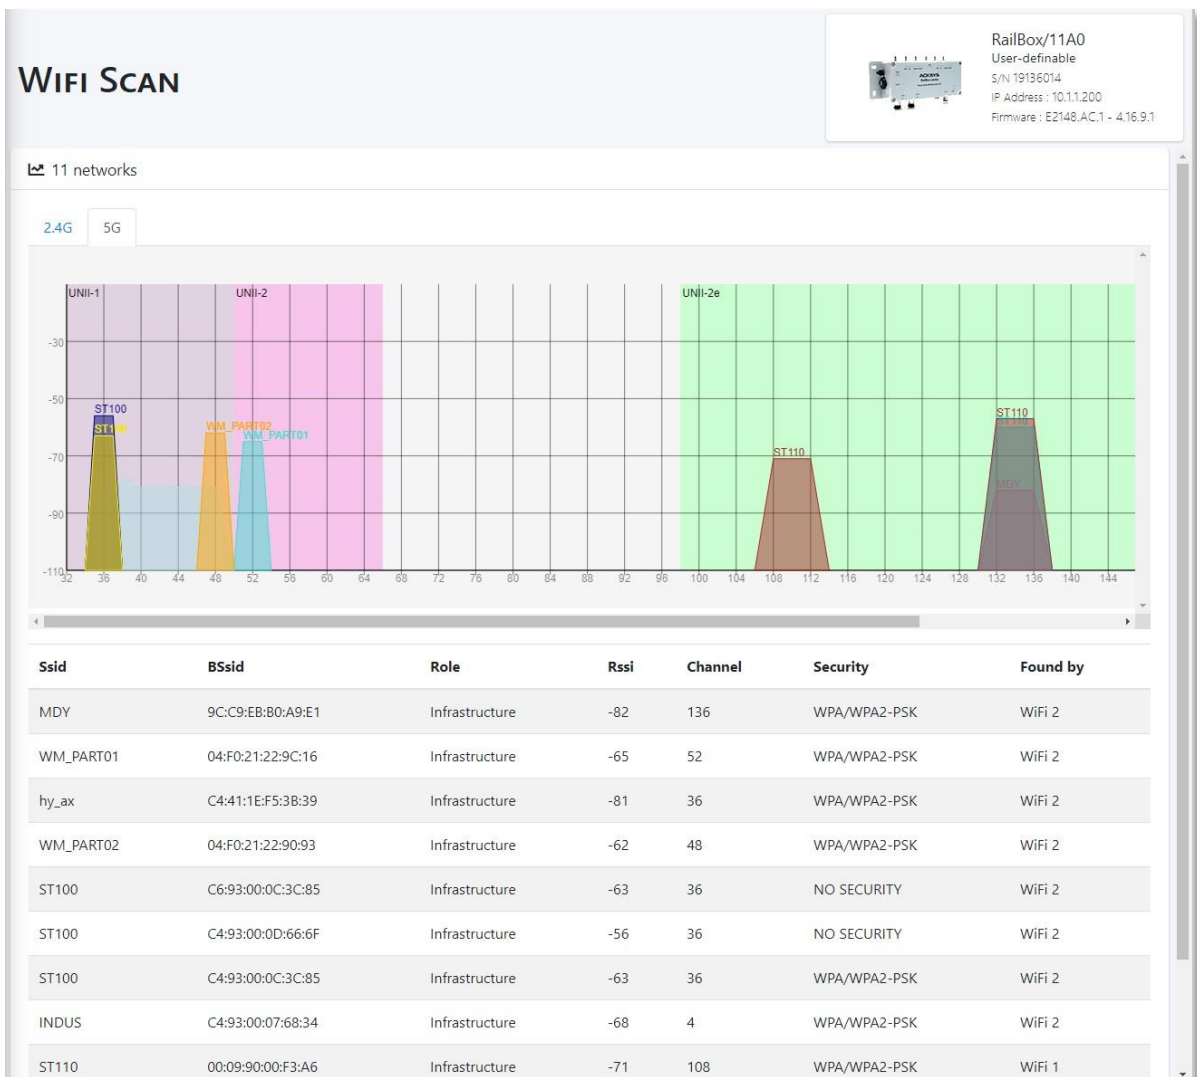 WIFI SCAN
RailBox/11A0
User-definable
S/N 19136014
IP Address : 10.1.1.200
Firmware : E2148.AC.1 - 4.16.9.1
ACKSYS
11 networks
2.4G 5G
UNII-1 UNII-2 UNII-2e
-30
-50
ST100 ST110
ST100 WM_PART02 ST110
WM_PART01
-70 ST110
MDY
-90
-110
32 36 40 44 48 52 56 60 64 68 72 76 80 84 88 92 96 100 104 108 112 116 120 124 128 132 136 140 144
Ssid BSsid Role Rssi Channel Security Found by
MDY 9C:C9:EB:B0:A9:E1 Infrastructure -82 136 WPA/WPA2-PSK WiFi 2
WM_PART01 04:F0:21:22:9C:16 Infrastructure -65 52 WPA/WPA2-PSK WiFi 2
hy_ax C4:41:1E:F5:3B:39 Infrastructure -81 36 WPA/WPA2-PSK WiFi 2
WM_PART02 04:F0:21:22:90:93 Infrastructure -62 48 WPA/WPA2-PSK WiFi 2
ST100 C6:93:00:0C:3C:85 Infrastructure -63 36 NO SECURITY WiFi 2
ST100 C4:93:00:0D:66:6F Infrastructure -56 36 NO SECURITY WiFi 2
ST100 C4:93:00:0C:3C:85 Infrastructure -63 36 WPA/WPA2-PSK WiFi 2
INDUS C4:93:00:07:68:34 Infrastructure -68 4 WPA/WPA2-PSK WiFi 2
ST110 00:09:90:00:F3:A6 Infrastructure -71 108 WPA/WPA2-PSK WiFi 1